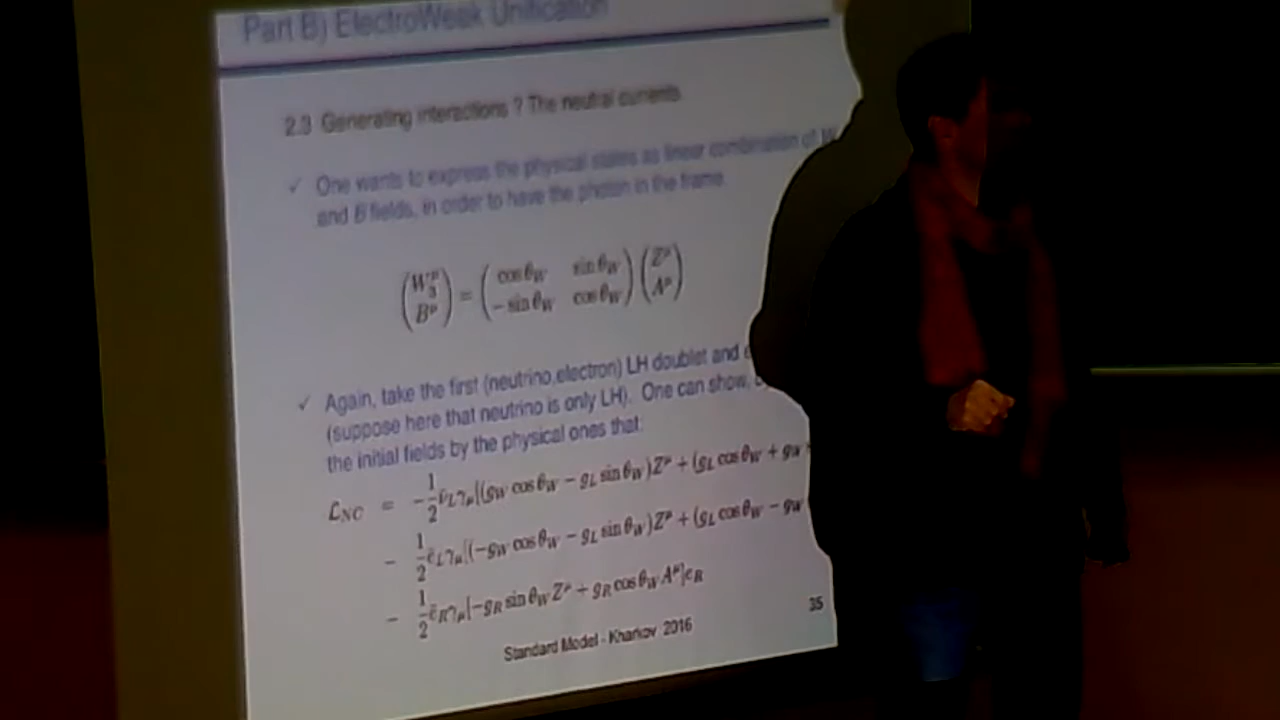 Part B) ElectroWeak Unification
2.3 Generating interactions ? The neutral currents
✓ One wants to express the physical states as linear combination of W
and B fields, in order to have the photon in the frame
(W₃^μ B^μ) = (cos θ_W sin θ_W −sin θ_W cos θ_W) (Z^μ A^μ)
✓ Again, take the first (neutrino,electron) LH doublet and
(suppose here that neutrino is only LH). One can show,
the initial fields by the physical ones that:
ℒ_NC = −1/2 ν̄_L γ_μ[(g_W cos θ_W − g_L sin θ_W)Z^μ + (g_L cos θ_W + g_W
− 1/2 ē_L γ_μ[(−g_W cos θ_W − g_L sin θ_W)Z^μ + (g_L cos θ_W − g_W
− 1/2 ē_R γ_μ[−g_R sin θ_W Z^μ + g_R cos θ_W A^μ]e_R
35
Standard Model - Kharkov 2016